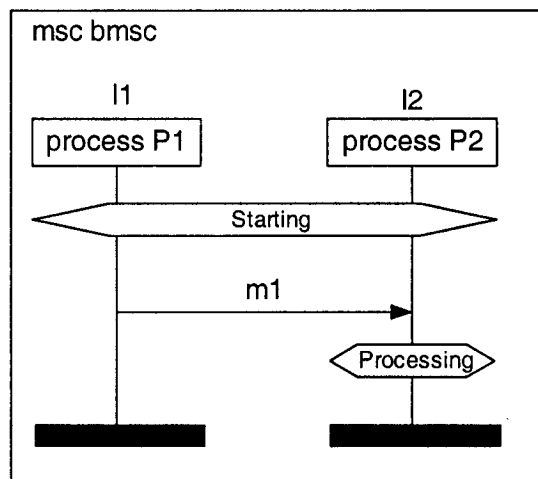 msc bmsc
I1
I2
process P1
process P2
Starting
m1
Processing